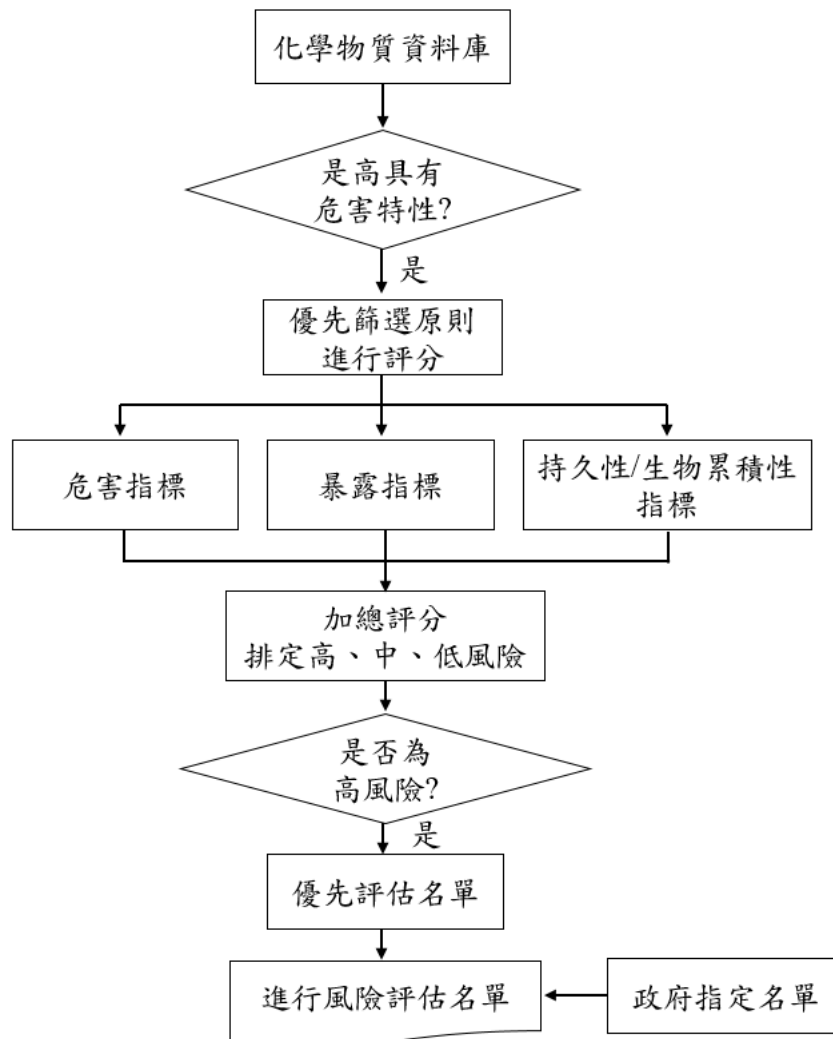 化學物質資料庫
是高具有
危害特性?
是
優先篩選原則
進行評分
危害指標
暴露指標
持久性/生物累積性
指標
加總評分
排定高、中、低風險
是否為
高風險?
是
優先評估名單
進行風險評估名單
政府指定名單